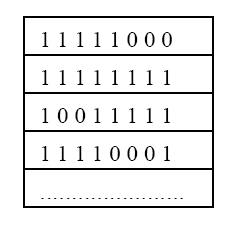 1 1 1 1 1 0 0 0
1 1 1 1 1 1 1 1
1 0 0 1 1 1 1 1
1 1 1 1 0 0 0 1
.......................